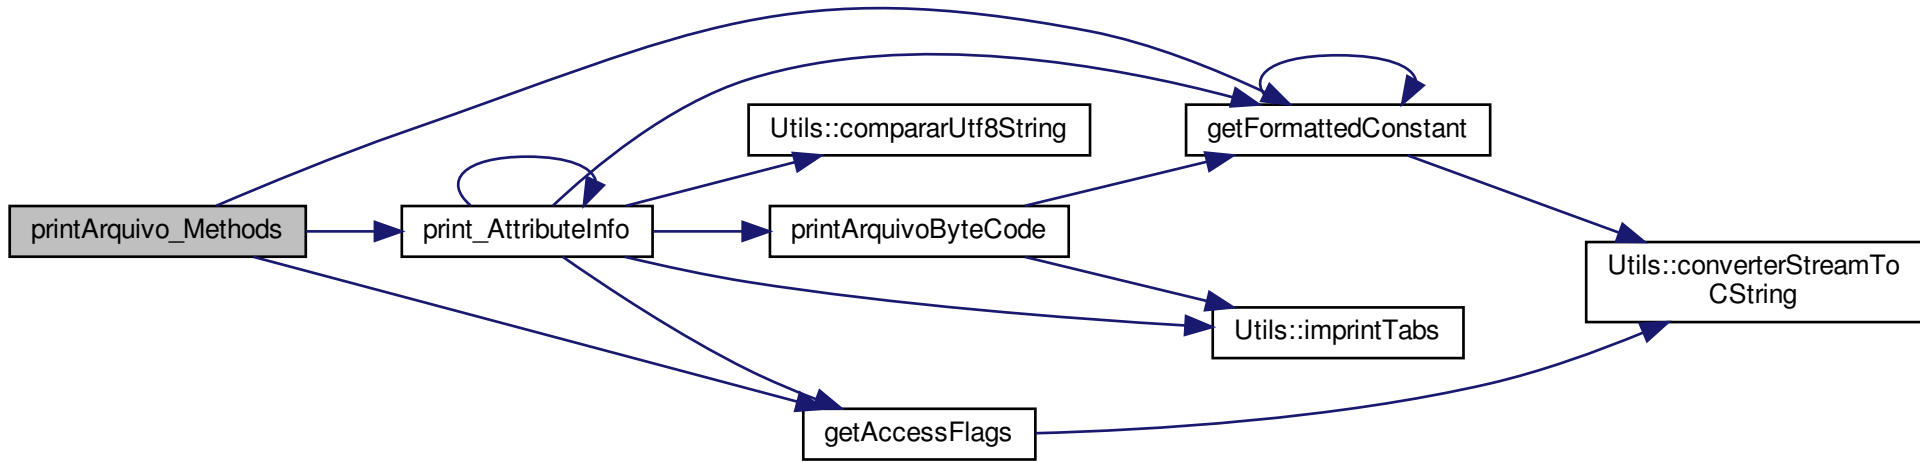 printArquivo_Methods
print_AttributeInfo
Utils::compararUtf8String
printArquivoByteCode
getAccessFlags
getFormattedConstant
Utils::imprintTabs
Utils::converterStreamTo
CString